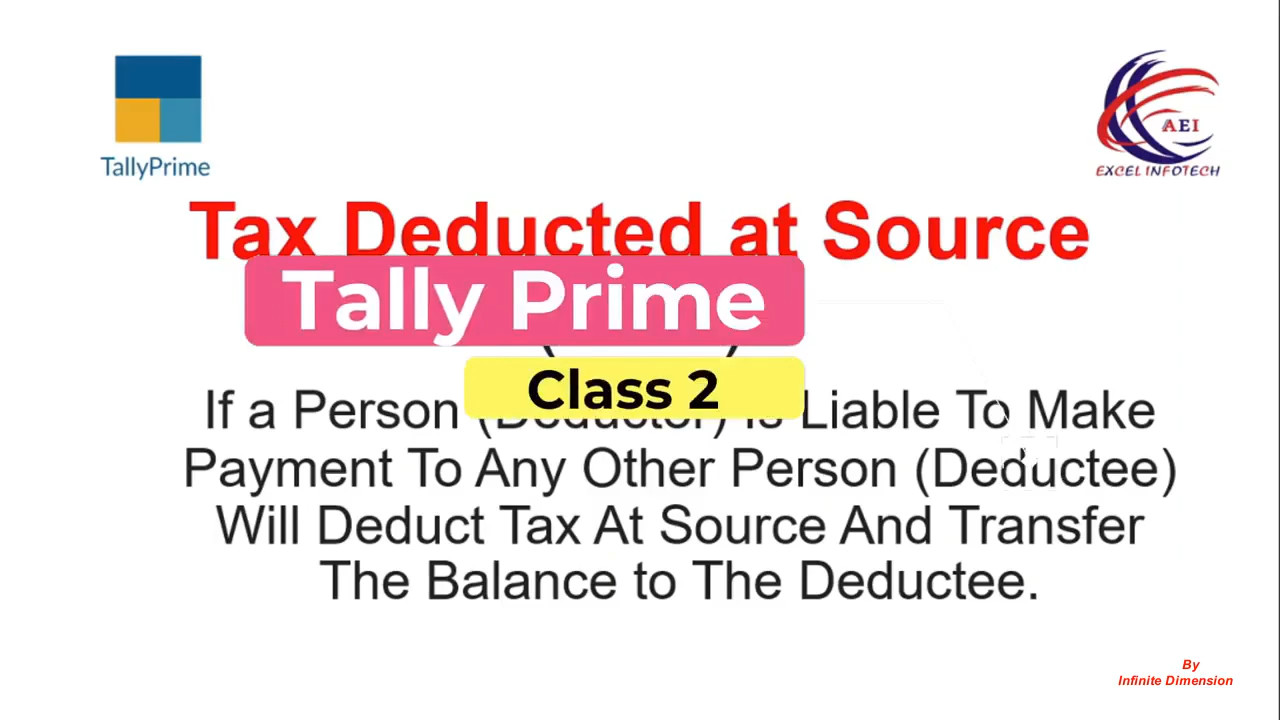 TallyPrime
AEI
EXCEL INFOTECH
Tax Deducted at Source
Tally Prime
Class 2
If a Person (Deductor) Is Liable To Make
Payment To Any Other Person (Deductee)
Will Deduct Tax At Source And Transfer
The Balance to The Deductee.
By
Infinite Dimension